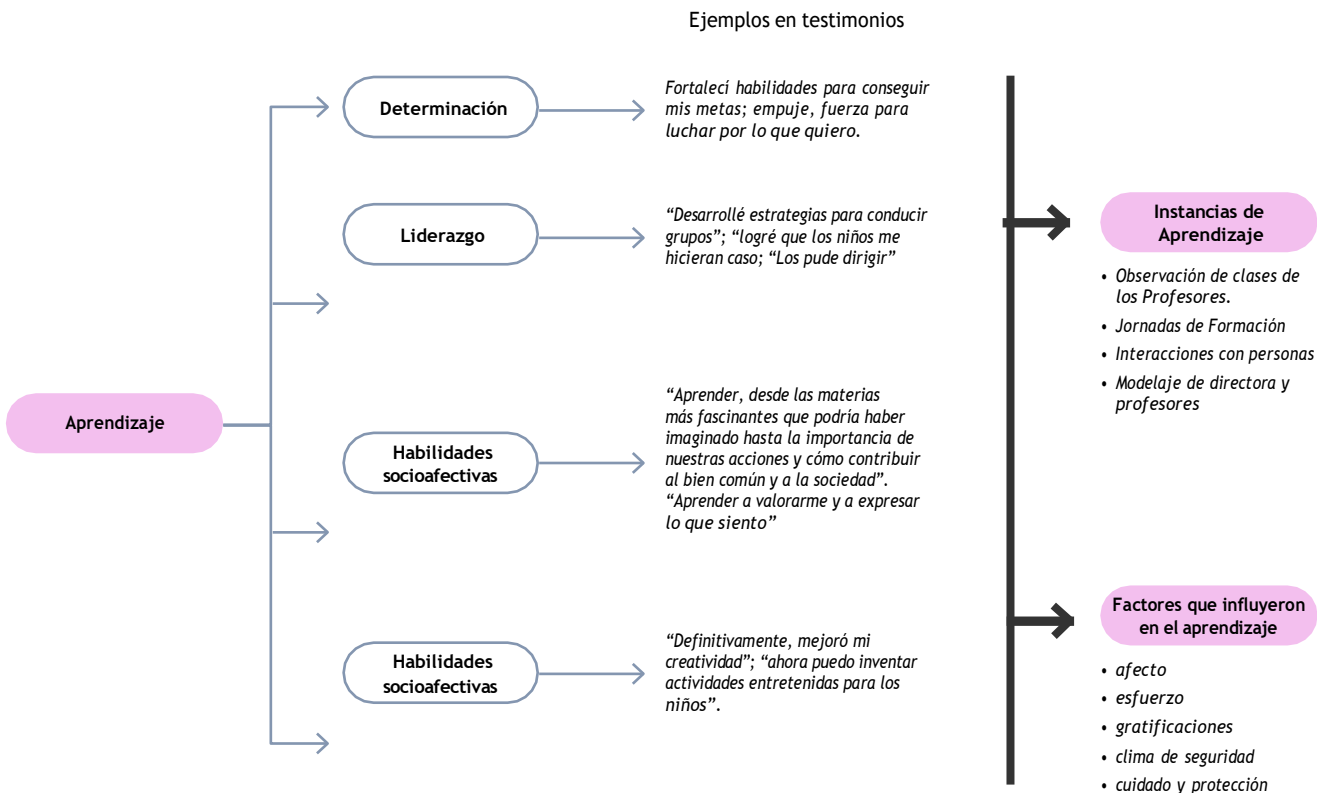 Ejemplos en testimonios
Determinación
Fortalecí habilidades para conseguir
mis metas; empuje, fuerza para
luchar por lo que quiero.
Liderazgo
“Desarrollé estrategias para conducir
grupos”; “logré que los niños me
hicieran caso; “Los pude dirigir”
Aprendizaje
Habilidades
socioafectivas
“Aprender, desde las materias
más fascinantes que podría haber
imaginado hasta la importancia de
nuestras acciones y cómo contribuir
al bien común y a la sociedad”.
“Aprender a valorarme y a expresar
lo que siento”
Habilidades
socioafectivas
“Definitivamente, mejoró mi
creatividad”; “ahora puedo inventar
actividades entretenidas para los
niños”.
Instancias de
Aprendizaje
• Observación de clases de
los Profesores.
• Jornadas de Formación
• Interacciones con personas
• Modelaje de directora y
profesores
Factores que influyeron
en el aprendizaje
• afecto
• esfuerzo
• gratificaciones
• clima de seguridad
• cuidado y protección